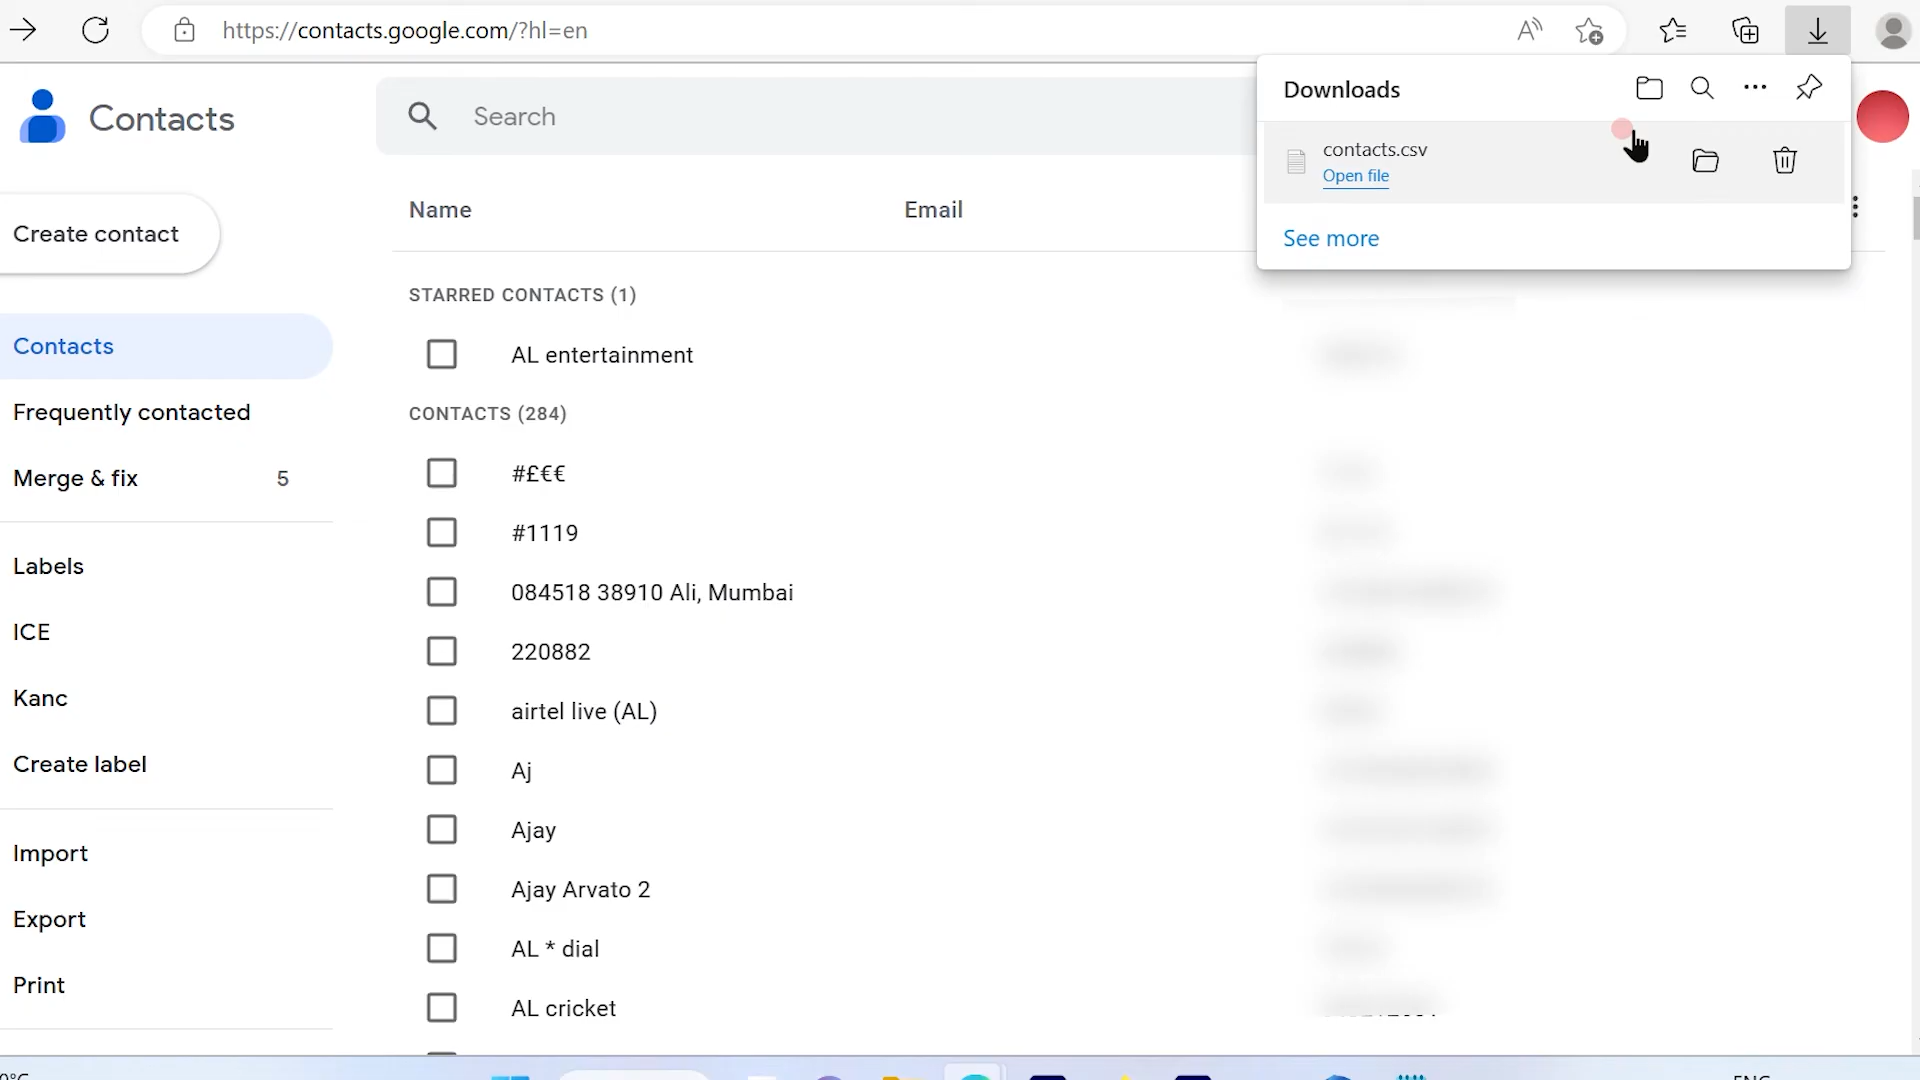 https://contacts.google.com/?hl=en
Downloads
contacts.csv
Open file
See more
Contacts
Search
Name
Email
Create contact
Contacts
Frequently contacted
Merge & fix 5
Labels
ICE
Kanc
Create label
Import
Export
Print
STARRED CONTACTS (1)
AL entertainment
CONTACTS (284)
#£€€
#1119
084518 38910 Ali, Mumbai
220882
airtel live (AL)
Aj
Ajay
Ajay Arvato 2
AL * dial
AL cricket